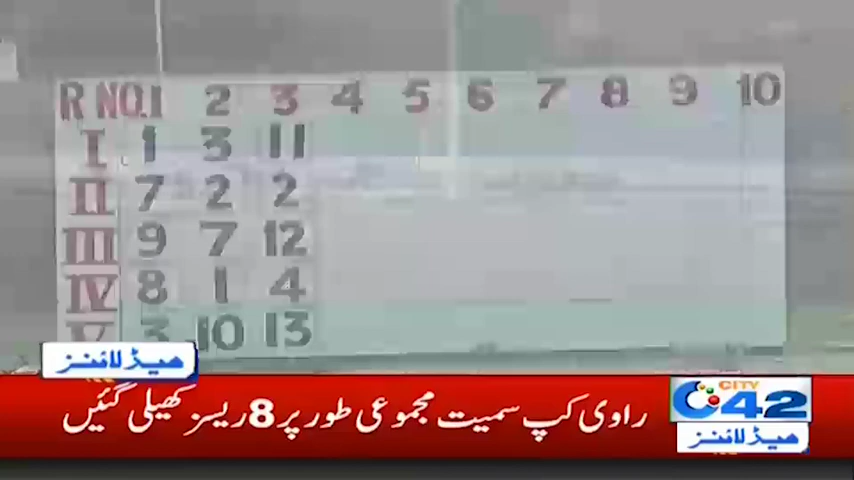 R NO.1 2 3 4 5 6 7 8 9 10
I 1 3 11
II 7 2 2
III 9 7 12
IV 8 1 4
V 3 10 13
ہیڈ لائنز
راوی کپ سمیت مجموعی طور پر 8 ریسز کھیلی گئیں
CITY
42
ہیڈ لائنز